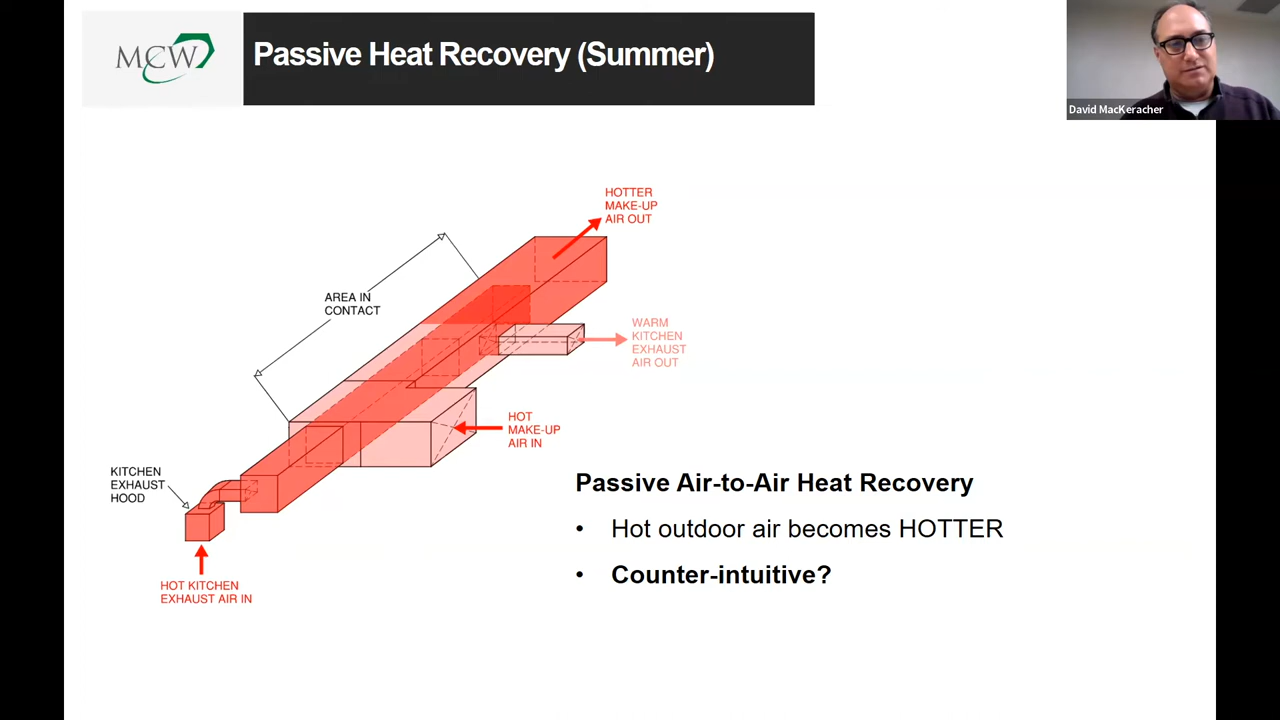 MCW
Passive Heat Recovery (Summer)
David MacKeracher
HOTTER
MAKE-UP
AIR OUT
AREA IN
CONTACT
WARM
KITCHEN
EXHAUST
AIR OUT
HOT
MAKE-UP
AIR IN
KITCHEN
EXHAUST
HOOD
HOT KITCHEN
EXHAUST AIR IN
Passive Air-to-Air Heat Recovery
• Hot outdoor air becomes HOTTER
• Counter-intuitive?